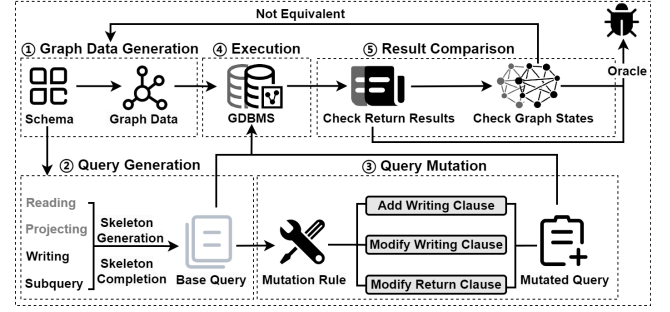 Not Equivalent
① Graph Data Generation
④ Execution
⑤ Result Comparison
Oracle
Schema
Graph Data
GDBMS
Check Return Results
Check Graph States
② Query Generation
③ Query Mutation
Reading
Projecting
Writing
Subquery
Skeleton
Generation
Skeleton
Completion
Base Query
Mutation Rule
Add Writing Clause
Modify Writing Clause
Modify Return Clause
Mutated Query